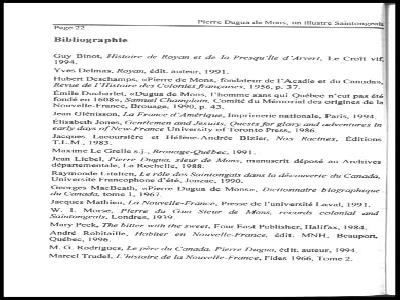 Pierre Dugua de Mons, un illustre Saintongeais
Page 22
Bibliographie
Guy Binot, Histoire de Royan et de la Presqu'île d'Arvert, Le Croît vif,
1994.
Yves Delmas, Royan, édit. auteur, 1991.
Hubert Deschamps, «Pierre de Mons, fondateur de l'Acadie et du Canada»,
Revue de l'Histoire des Colonies françaises, 1956, p. 37.
Émile Ducharlet, «Dugua de Mons, l'homme sans qui Québec n'eut pas été
fondé en 1608», Samuel Champlain, Comité du Mémorial des origines de la
Nouvelle-France, Brouage, 1990, p. 43.
Jean Glénisson, La France d'Amérique, Imprimerie nationale, Paris, 1994.
Elisabeth Jones, Gentlemen and Jesuits, Quests for glory and adventures in
early days of New-France University of Toronto Press, 1986.
Jacques Lacoursière et Hélène-Andrée Bizier, Nos Racines, Éditions
T.L.M., 1983.
Maxime Le Grelle s.j., Brouage-Québec, 1991.
Jean Liebel, Pierre Dugua, sieur de Mons, manuscrit déposé au Archives
départementale, La Rochelle, 1988.
Raymonde Litalien, Le rôle des Saintongais dans la découverte du Canada,
Université Francophone d'été, Jonzac, 1990.
Georges MacBeath, «Pierre Dugua de Mons», Dictionnaire biographique
du Canada, tome 1, 1967.
Jacques Mathieu, La Nouvelle-France, Presse de l'université Laval, 1991.
W. I. Morse, Pierre du Gua Sieur de Mons, records colonial and
Saintongeois, Londres, 1939.
Mary Peck, The bitter with the sweet, Four East Publisher, Halifax, 1984.
André Robitaille, Habiter en Nouvelle-France, édit. MNH, Beauport,
Québec, 1996.
M. G. Rodrigues, Le père du Canada, Pierre Dugua, édit. auteur, 1994.
Marcel Trudel, L'histoire de la Nouvelle-France, Fides 1966, Tome 2.